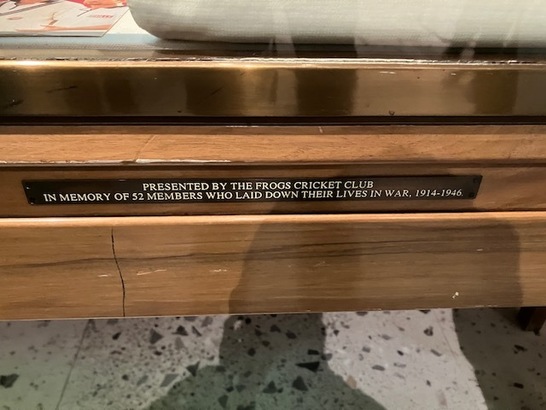 PRESENTED BY THE FROGS CRICKET CLUB
IN MEMORY OF 52 MEMBERS WHO LAID DOWN THEIR LIVES IN WAR, 1914-1946.